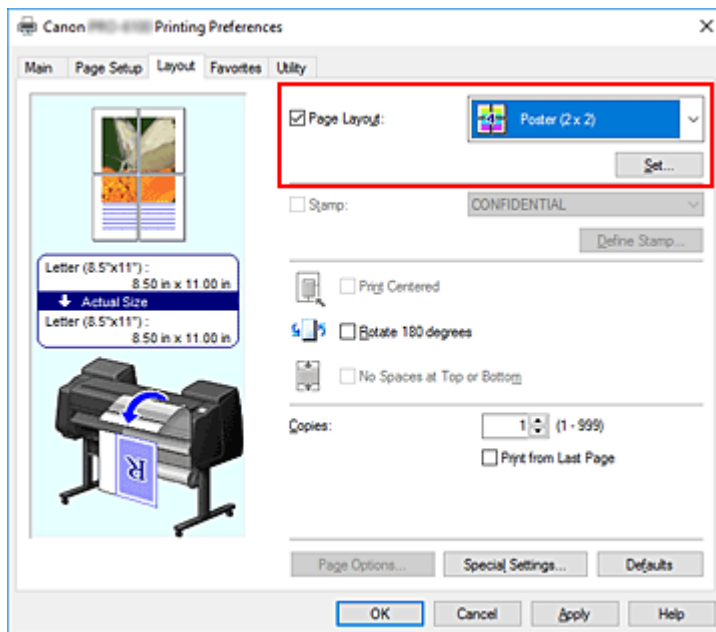 Canon Printing Preferences
Main Page Setup Layout Favorites Utility
Page Layout: 4 Poster (2 x 2)
Set...
Stamp: CONFIDENTIAL
Define Stamp...
Letter (8.5"x11") :
8.50 in x 11.00 in
Actual Size
Letter (8.5"x11") :
8.50 in x 11.00 in
Print Centered
Rotate 180 degrees
No Spaces at Top or Bottom
Copies: 1 (1 - 999)
Print from Last Page
R
Page Options... Special Settings... Defaults
OK Cancel Apply Help